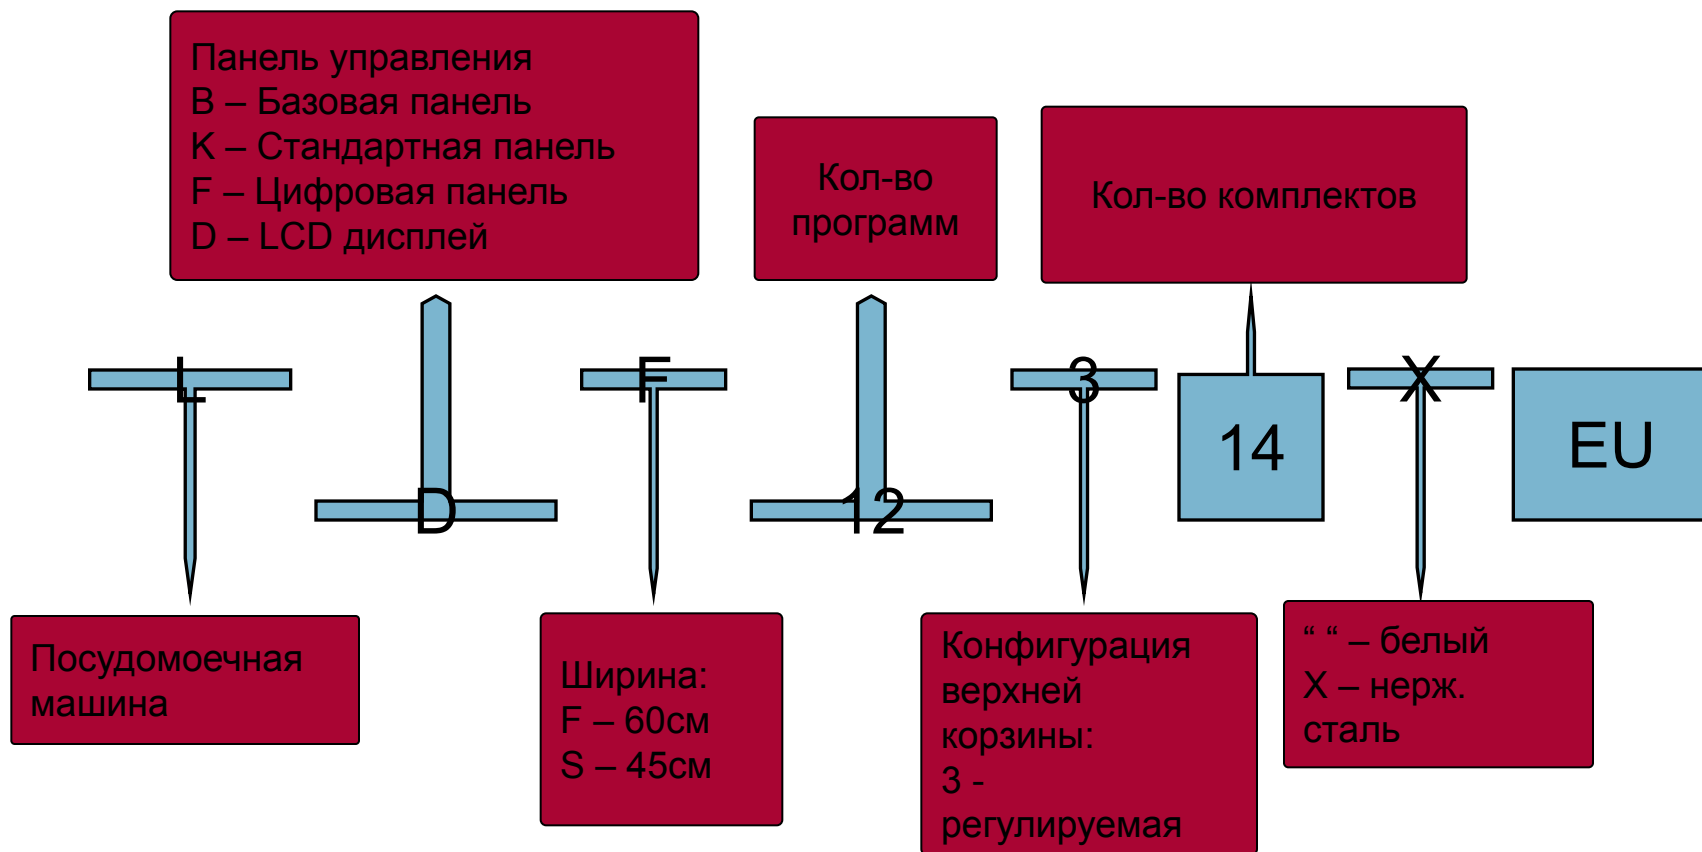 Панель управления
B – Базовая панель
K – Стандартная панель
F – Цифровая панель
D – LCD дисплей
Кол-во
программ
Кол-во комплектов
L
D
F
12
3
14
X
EU
Посудомоечная
машина
Ширина:
F – 60см
S – 45см
Конфигурация
верхней
корзины:
3 -
регулируемая
“ “ – белый
X – нерж.
сталь